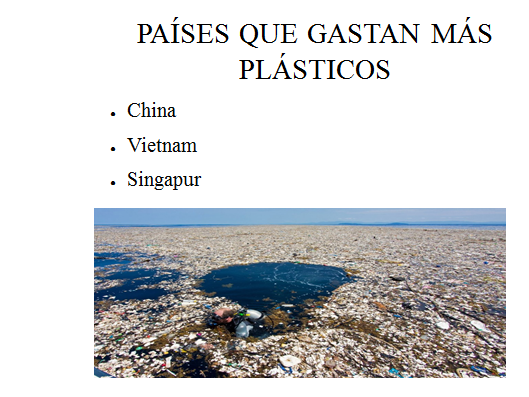 PAÍSES QUE GASTAN MÁS
PLÁSTICOS
• China
• Vietnam
• Singapur